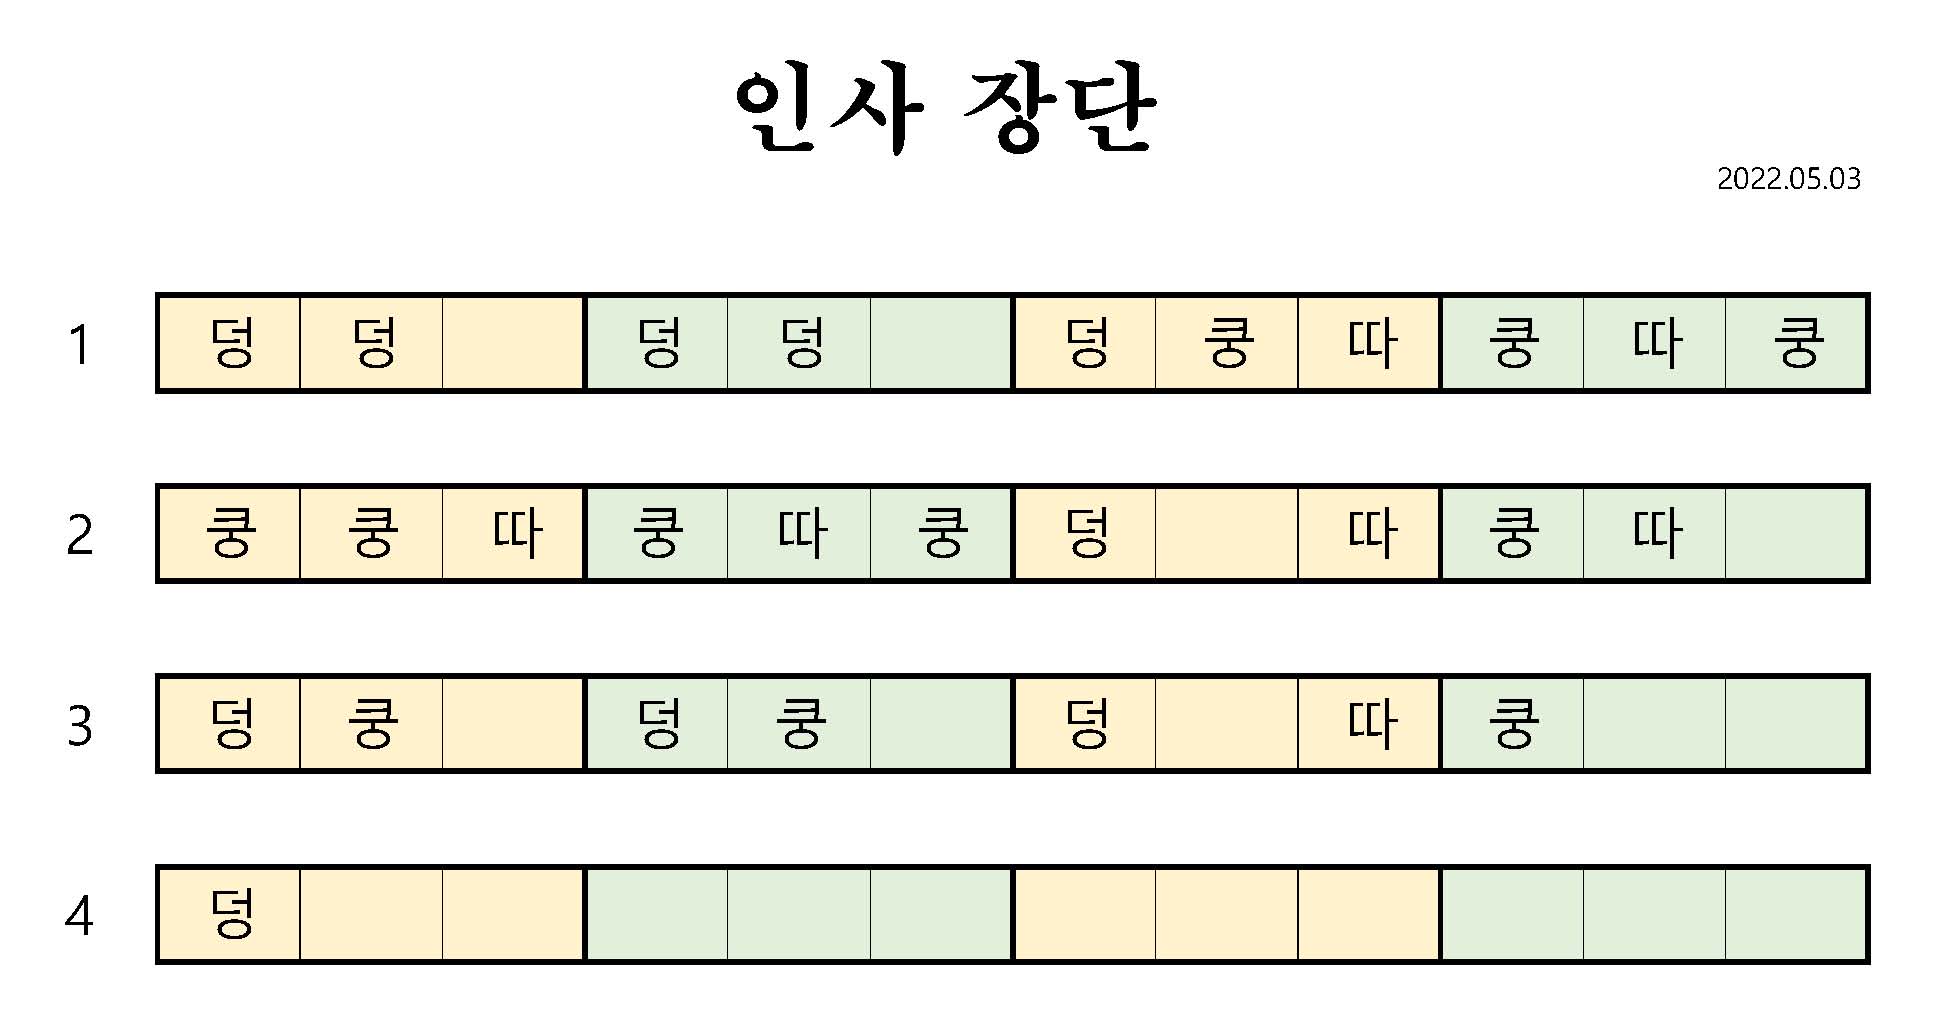 인사 장단
2022.05.03
1 덩 덩 덩 덩 덩 쿵 따 쿵 따 쿵
2 쿵 쿵 따 쿵 따 쿵 덩 따 쿵 따
3 덩 쿵 덩 쿵 덩 따 쿵
4 덩